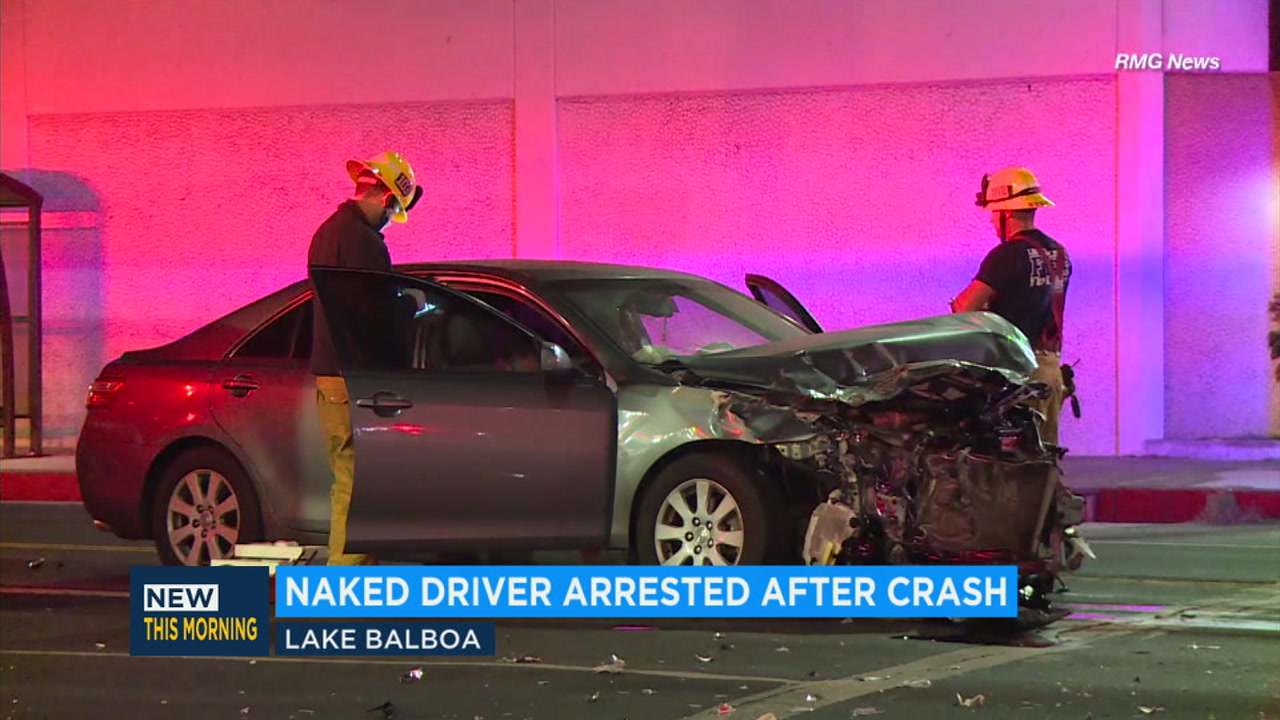 RMG News
NEW
THIS MORNING
NAKED DRIVER ARRESTED AFTER CRASH
LAKE BALBOA